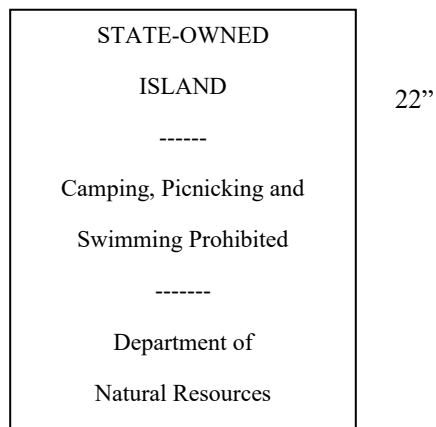 STATE-OWNED
ISLAND
------
Camping, Picnicking and
Swimming Prohibited
-------
Department of
Natural Resources
22”